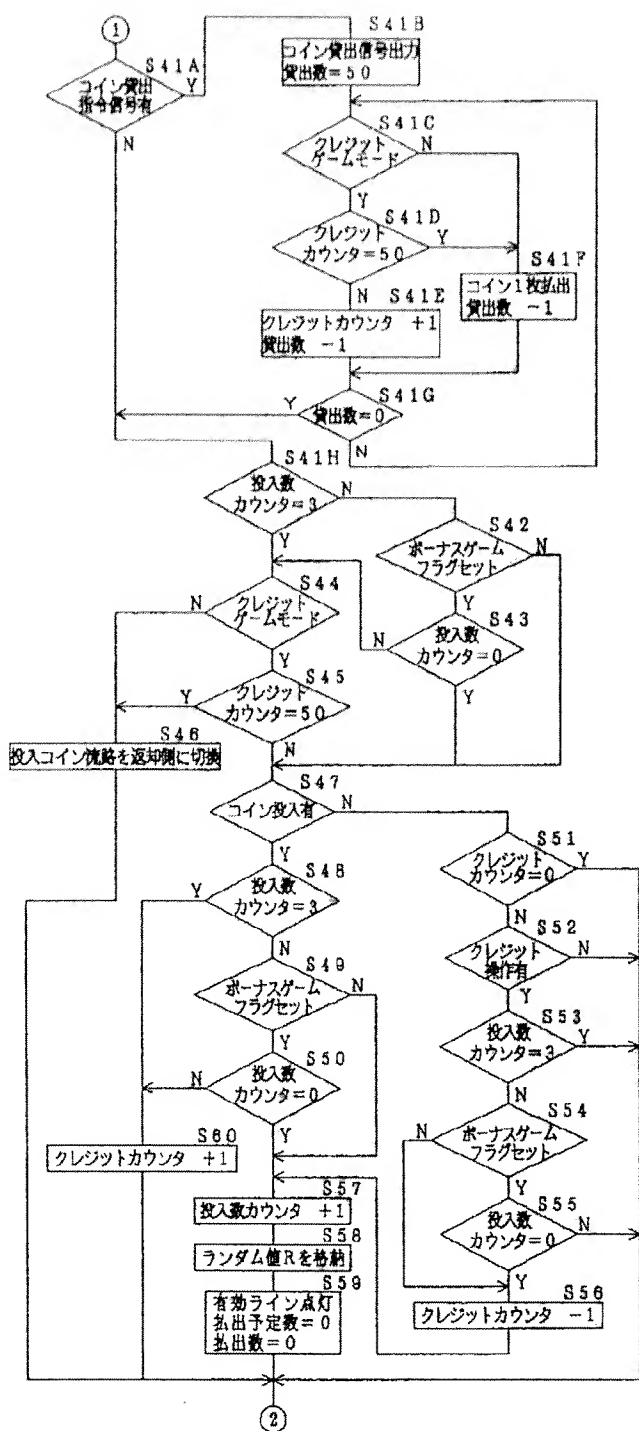 1
S41A
コイン貸出
指令信号有
Y
N
S41B
コイン貸出信号出力
貸出数=50
S41C
クレジット
ゲームモード
N
Y
S41D
クレジット
カウンタ=50
Y
N
S41E
クレジットカウンタ +1
貸出数 -1
S41F
コイン1枚払出
貸出数 -1
S41G
貸出数=0
Y
N
S41H
投入数
カウンタ=3
N
Y
S42
ボーナスゲーム
フラグセット
N
Y
S43
投入数
カウンタ=0
N
Y
S44
クレジット
ゲームモード
N
Y
S45
クレジット
カウンタ=50
Y
N
S46
投入コイン流路を返却側に切換
S47
コイン投入有
N
Y
S48
投入数
カウンタ=3
Y
N
S49
ボーナスゲーム
フラグセット
N
Y
S50
投入数
カウンタ=0
N
Y
S60
クレジットカウンタ +1
S51
クレジット
カウンタ=0
Y
N
S52
クレジット
操作有
N
Y
S53
投入数
カウンタ=3
Y
N
S54
ボーナスゲーム
フラグセット
N
Y
S55
投入数
カウンタ=0
N
Y
S56
クレジットカウンタ -1
S57
投入数カウンタ +1
S58
ランダム値Rを格納
S59
有効ライン点灯
払出予定数=0
払出数=0
2